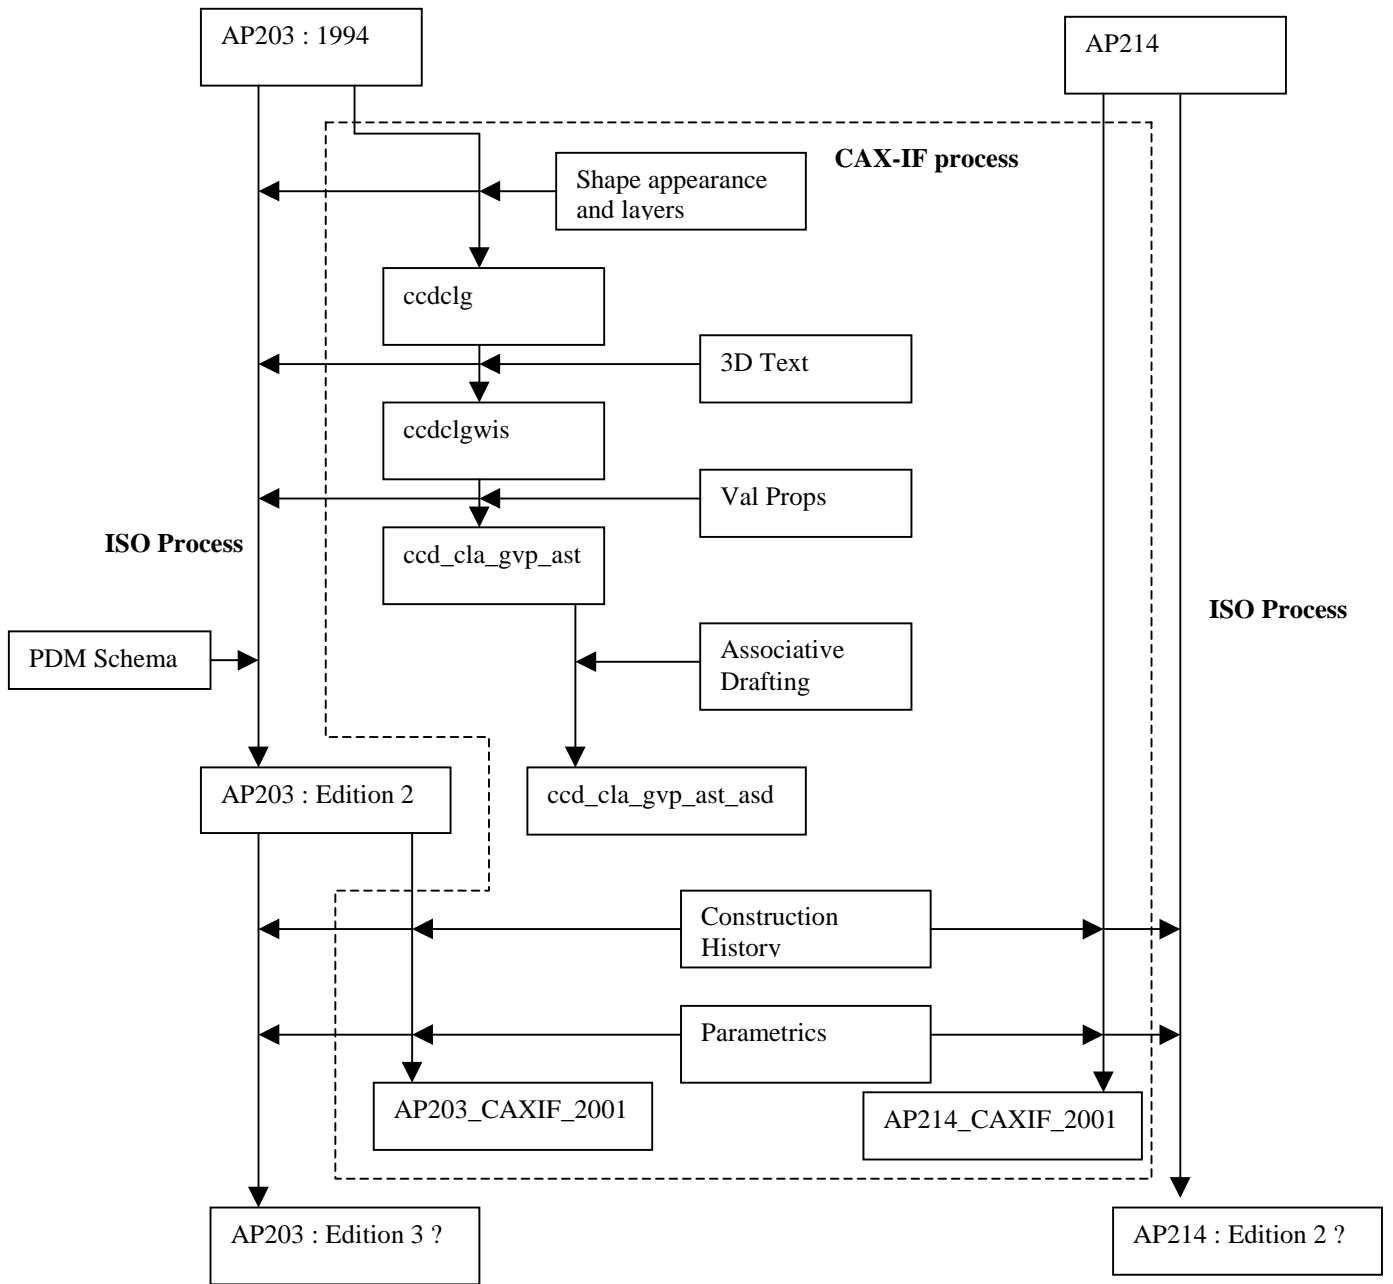 AP203 : 1994
AP214
CAX-IF process
Shape appearance
and layers
ccdclg
3D Text
ccdclgwis
Val Props
ISO Process
ccd_cla_gvp_ast
ISO Process
PDM Schema
Associative
Drafting
AP203 : Edition 2
ccd_cla_gvp_ast_asd
Construction
History
Parametrics
AP203_CAXIF_2001
AP214_CAXIF_2001
AP203 : Edition 3 ?
AP214 : Edition 2 ?